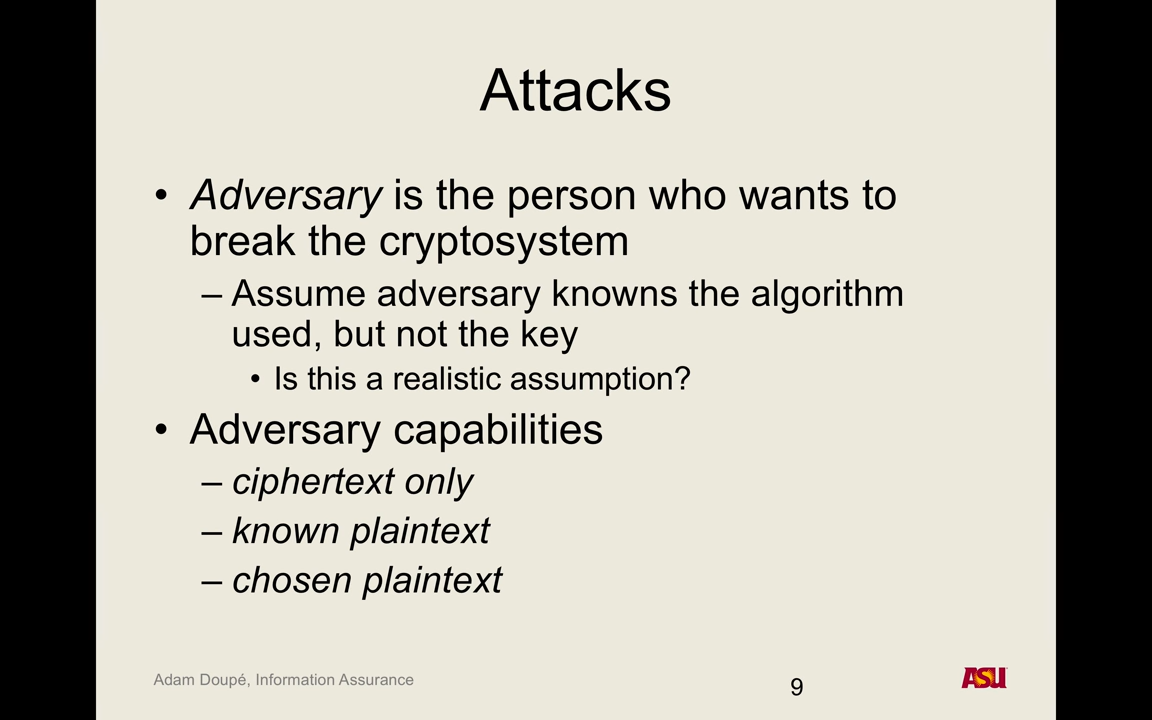 Attacks
• Adversary is the person who wants to
break the cryptosystem
– Assume adversary knowns the algorithm
used, but not the key
• Is this a realistic assumption?
• Adversary capabilities
– ciphertext only
– known plaintext
– chosen plaintext
Adam Doupé, Information Assurance
9
ASU